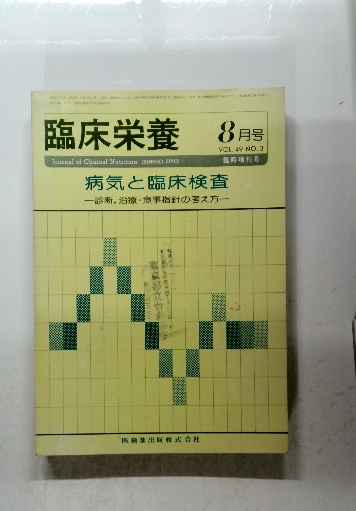 臨床栄養
8月号
VOL.49 NO.3
Journal of Clinical Nutrition (RINSHO EIYO)
臨時増刊号
病気と臨床検査
—診断,治療・食事指針の考え方—
医歯薬出版株式会社